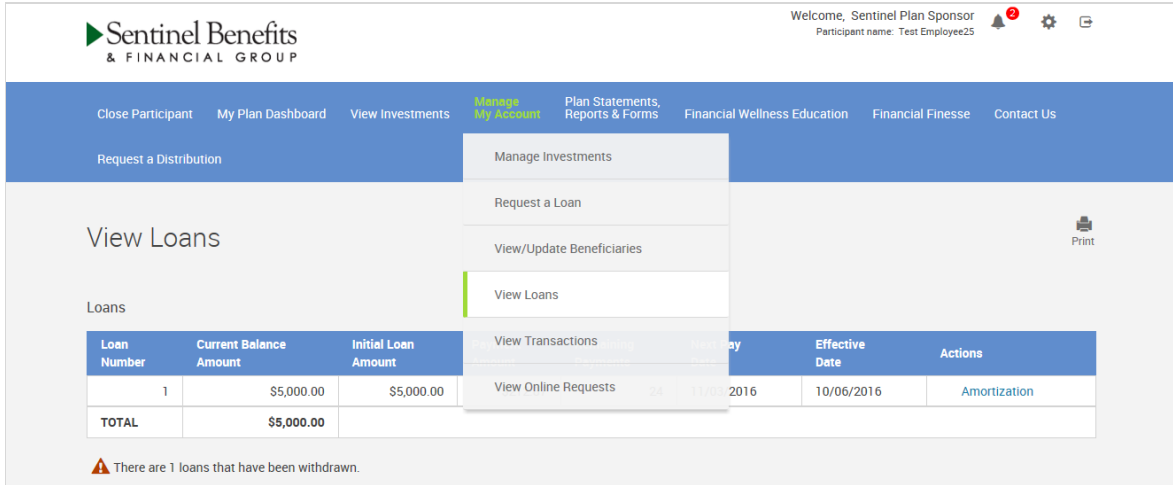 Sentinel Benefits
& FINANCIAL GROUP
Welcome, Sentinel Plan Sponsor
2
Participant name: Test Employee25
Close Participant
My Plan Dashboard
View Investments
Manage
My Account
Plan Statements,
Reports & Forms
Financial Wellness Education
Financial Finesse
Contact Us
Request a Distribution
Manage Investments
Request a Loan
View/Update Beneficiaries
View Loans
View Transactions
View Online Requests
View Loans
Print
Loans
Loan
Number
Current Balance
Amount
Initial Loan
Amount
Effective
Date
Actions
1 $5,000.00 $5,000.00 24 11/03/2016 10/06/2016 Amortization
TOTAL $5,000.00
There are 1 loans that have been withdrawn.